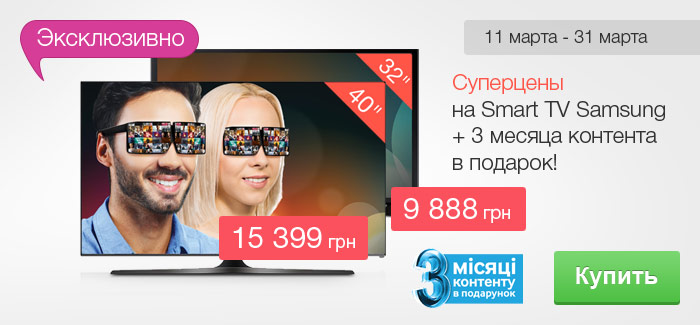 Эксклюзивно
11 марта - 31 марта
32"
40"
Суперцены
на Smart TV Samsung
+ 3 месяца контента
в подарок!
9 888 грн
15 399 грн
3 місяці
контенту
в подарунок
Купить